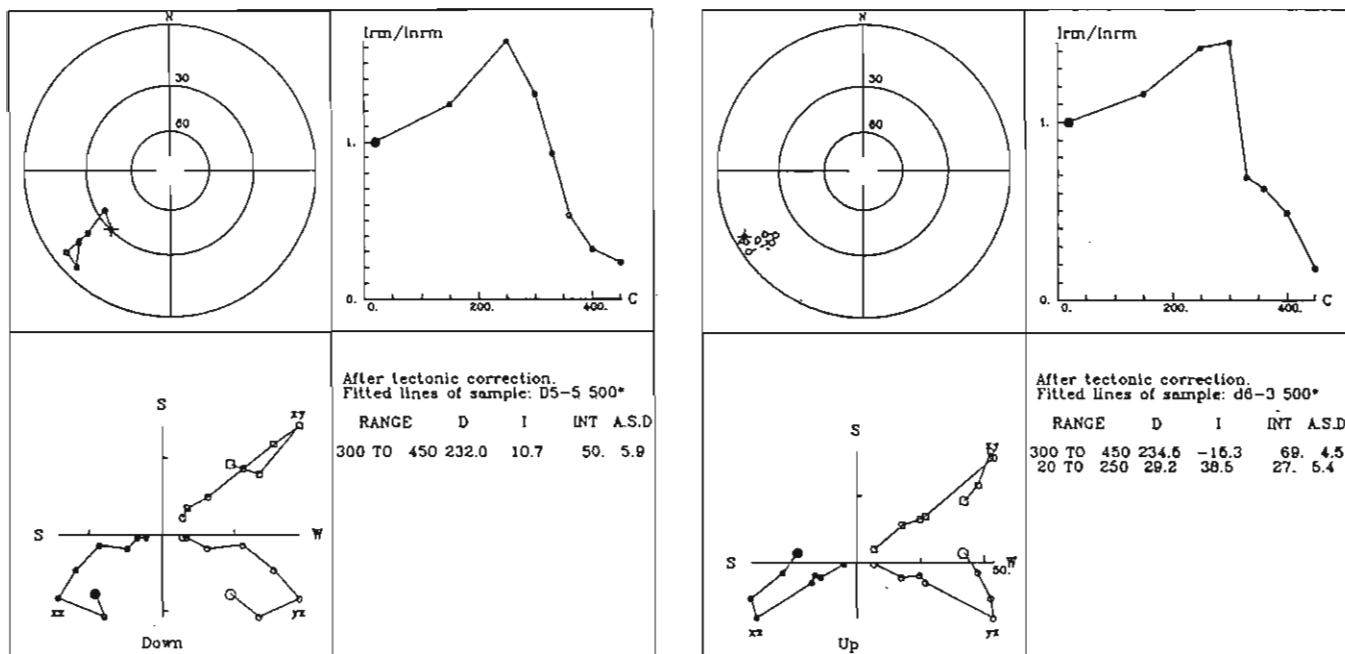 N
30
60
Irm/Inrm
1.
0.
0. 200. 400. C
S
xy
S W
xz yz
Down
After tectonic correction.
Fitted lines of sample: D5-5 500*
RANGE D I INT A.S.D
300 TO 450 232.0 10.7 50. 5.9
N
30
60
Irm/Inrm
1.
0.
0. 200. 400. C
S
xy
S 50. W
xz yz
Up
After tectonic correction.
Fitted lines of sample: d6-3 500*
RANGE D I INT A.S.D
300 TO 450 234.6 -16.3 69. 4.5
20 TO 250 29.2 38.6 27. 5.4